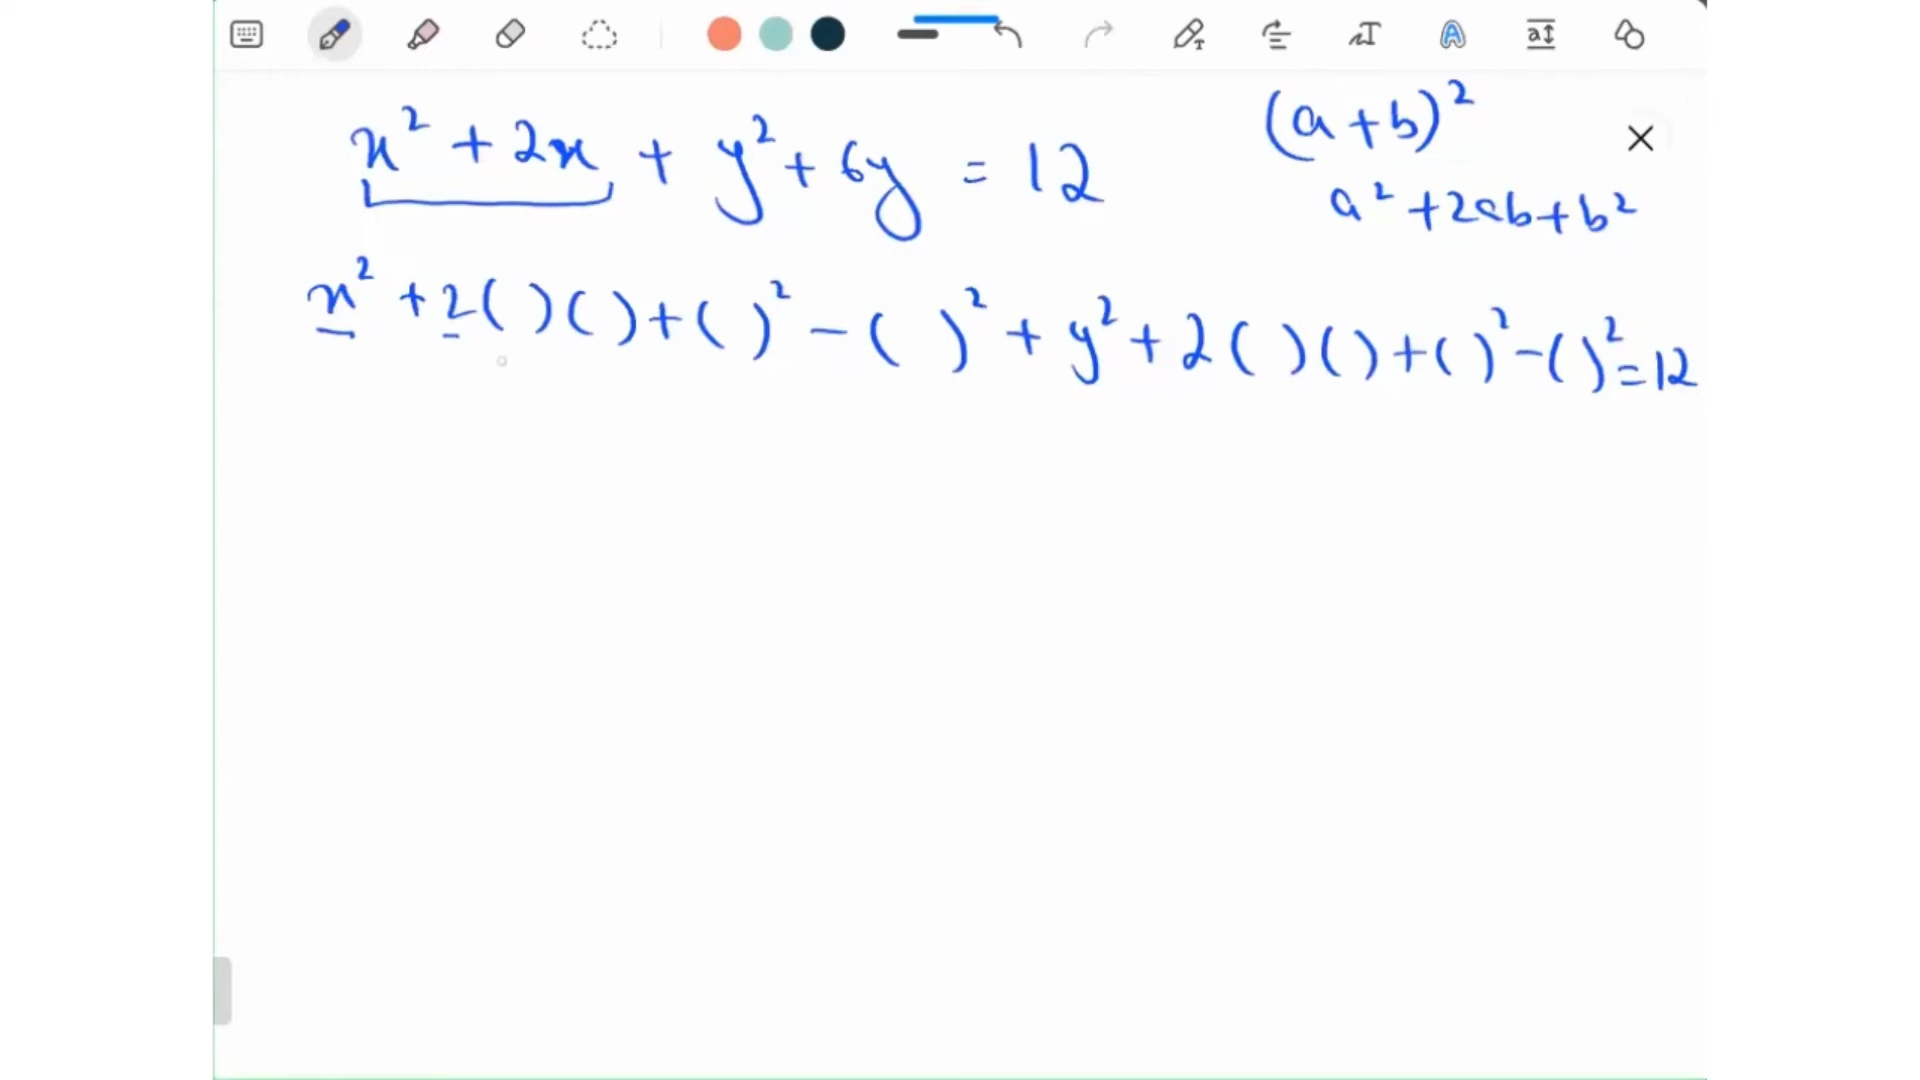 x² + 2x + y² + 6y = 12
(a+b)²
a² + 2ab + b²
x² + 2( )( ) + ( )² - ( )² + y² + 2( )( ) + ( )² - ( )² = 12